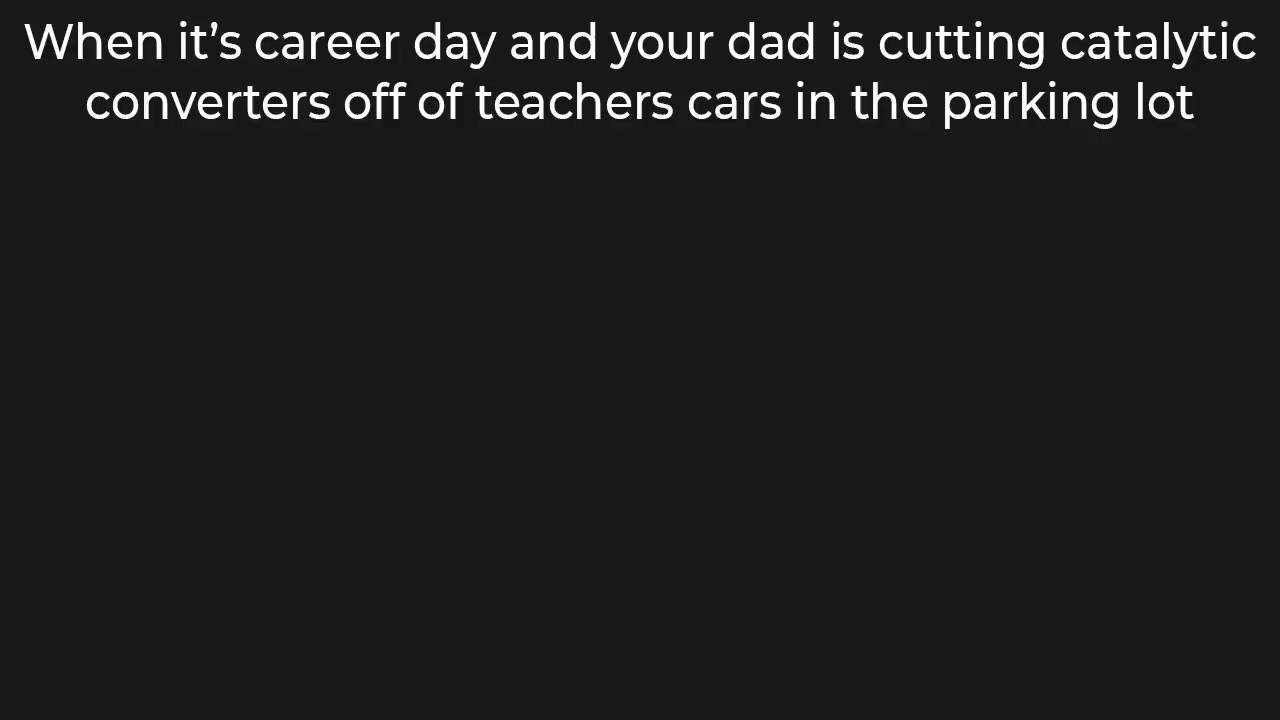 When it’s career day and your dad is cutting catalytic
converters off of teachers cars in the parking lot